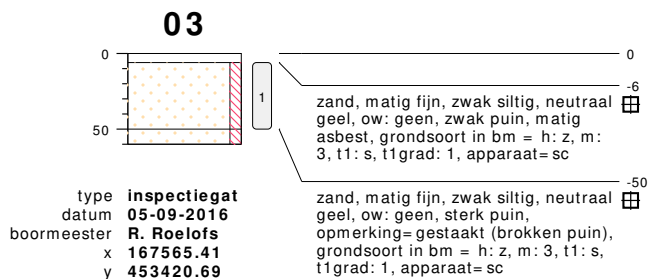 03
0
50
1
0
-6
zand, matig fijn, zwak siltig, neutraal
geel, ow: geen, zwak puin, matig
asbest, grondsoort in bm = h: z, m:
3, t1: s, t1grad: 1, apparaat=sc
-50
zand, matig fijn, zwak siltig, neutraal
geel, ow: geen, sterk puin,
opmerking=gestaakt (brokken puin),
grondsoort in bm = h: z, m: 3, t1: s,
t1grad: 1, apparaat=sc
type inspectiegat
datum 05-09-2016
boormeester R. Roelofs
x 167565.41
y 453420.69